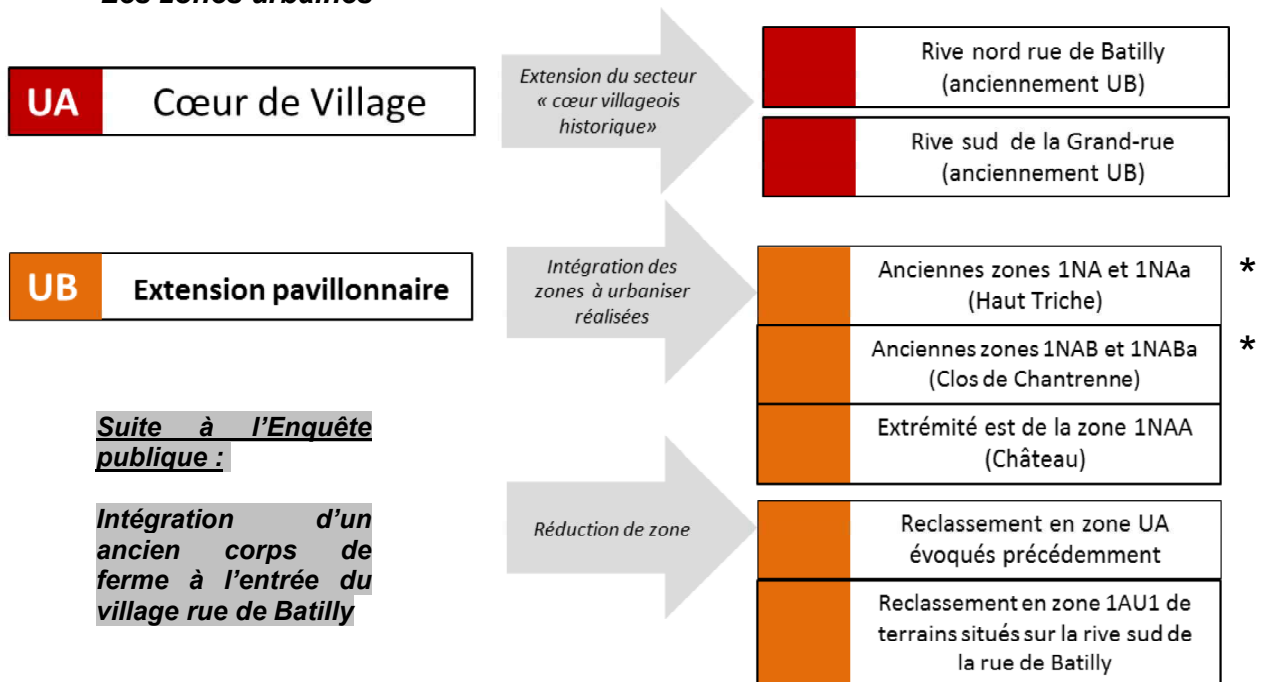 Les zones urbaines
UA
Cœur de Village
Extension du secteur
« cœur villageois
historique»
Rive nord rue de Batilly
(anciennement UB)
Rive sud de la Grand-rue
(anciennement UB)
UB
Extension pavillonnaire
Intégration des
zones à urbaniser
réalisées
Anciennes zones 1NA et 1NAa
(Haut Triche)
*
Anciennes zones 1NAB et 1NABa
(Clos de Chantrenne)
*
Extrémité est de la zone 1NAA
(Château)
Suite à l’Enquête
publique :
Intégration d’un
ancien corps de
ferme à l’entrée du
village rue de Batilly
Réduction de zone
Reclassement en zone UA
évoqués précédemment
Reclassement en zone 1AU1 de
terrains situés sur la rive sud de
la rue de Batilly